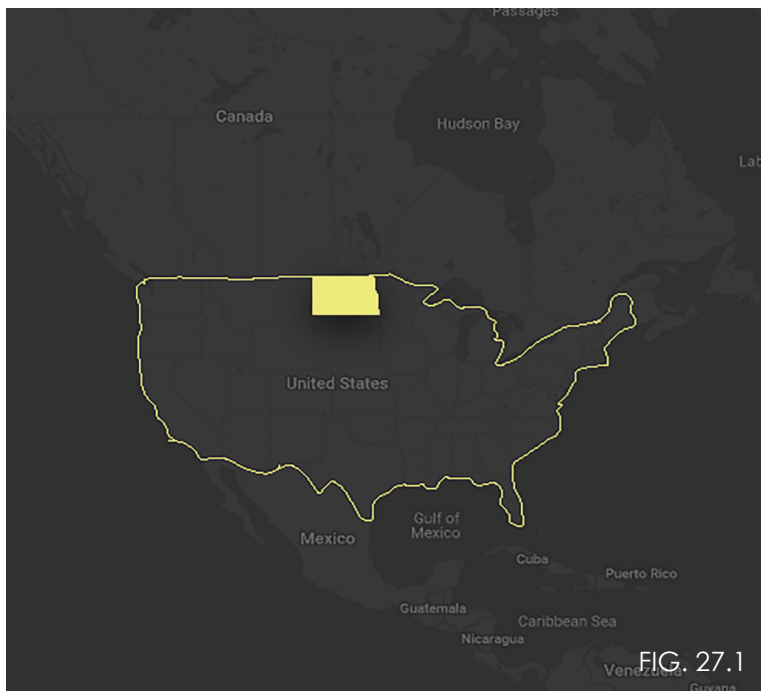 Passages
Canada
Hudson Bay
Lab
United States
Gulf of
Mexico
Mexico
Cuba
Puerto Rico
Guatemala
Caribbean Sea
Nicaragua
FIG. 27.1
Venezuela
Guyana